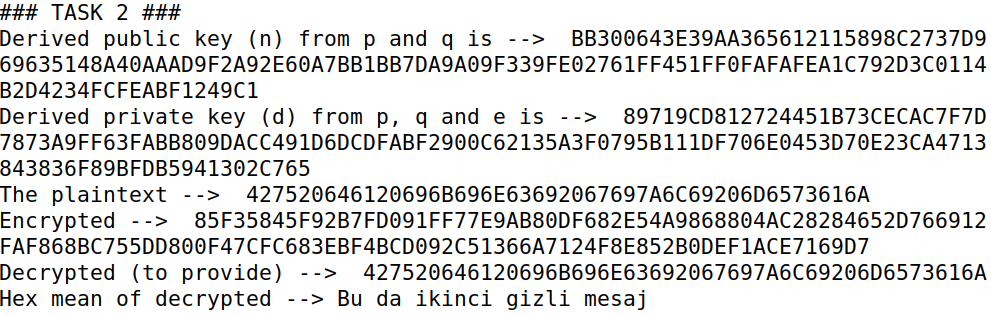 ### TASK 2 ###
Derived public key (n) from p and q is -->  BB300643E39AA365612115898C2737D9
69635148A40AAAD9F2A92E60A7BB1BB7DA9A09F339FE02761FF451FF0FAFAFEA1C792D3C0114
B2D4234FCFEABF1249C1
Derived private key (d) from p, q and e is -->  89719CD812724451B73CECAC7F7D
7873A9FF63FABB809DACC491D6DCDFABF2900C62135A3F0795B111DF706E0453D70E23CA4713
843836F89BFDB5941302C765
The plaintext -->  427520646120696B696E63692067697A6C69206D6573616A
Encrypted -->  85F35845F92B7FD091FF77E9AB80DF682E54A9868804AC28284652D766912
FAF868BC755DD800F47CFC683EBF4BCD092C51366A7124F8E852B0DEF1ACE7169D7
Decrypted (to provide) -->  427520646120696B696E63692067697A6C69206D6573616A
Hex mean of decrypted --> Bu da ikinci gizli mesaj